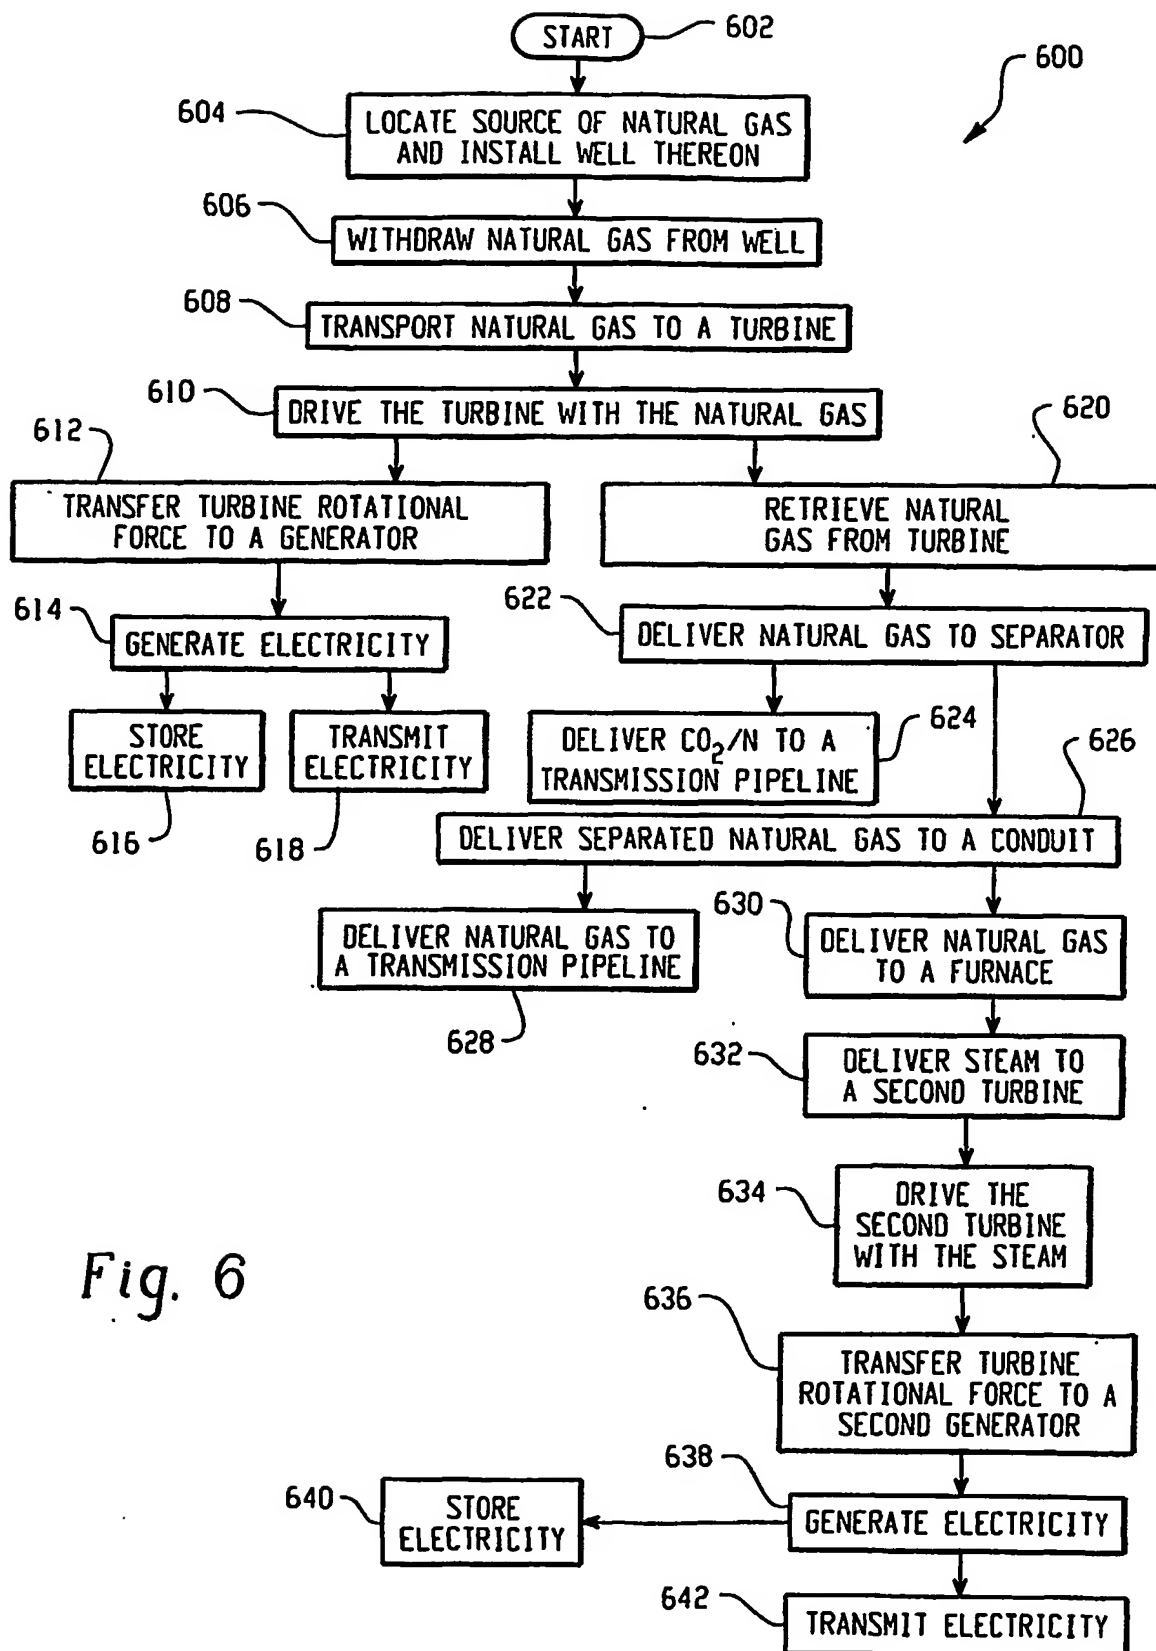 START
602
600
604
LOCATE SOURCE OF NATURAL GAS
AND INSTALL WELL THEREON
606
WITHDRAW NATURAL GAS FROM WELL
608
TRANSPORT NATURAL GAS TO A TURBINE
610
DRIVE THE TURBINE WITH THE NATURAL GAS
612
TRANSFER TURBINE ROTATIONAL
FORCE TO A GENERATOR
620
RETRIEVE NATURAL
GAS FROM TURBINE
614
GENERATE ELECTRICITY
622
DELIVER NATURAL GAS TO SEPARATOR
STORE
ELECTRICITY
616
TRANSMIT
ELECTRICITY
618
DELIVER CO₂/N TO A
TRANSMISSION PIPELINE
624
626
DELIVER SEPARATED NATURAL GAS TO A CONDUIT
DELIVER NATURAL GAS TO
A TRANSMISSION PIPELINE
628
630
DELIVER NATURAL GAS
TO A FURNACE
632
DELIVER STEAM TO
A SECOND TURBINE
634
DRIVE THE
SECOND TURBINE
WITH THE STEAM
Fig. 6
636
TRANSFER TURBINE
ROTATIONAL FORCE TO A
SECOND GENERATOR
638
GENERATE ELECTRICITY
640
STORE
ELECTRICITY
642
TRANSMIT ELECTRICITY